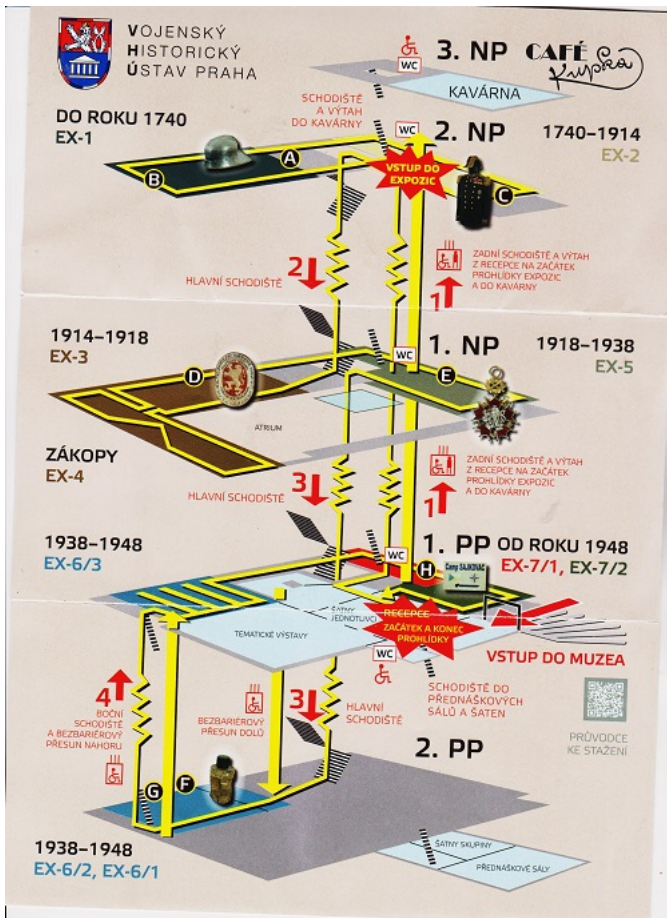 VOJENSKÝ
HISTORICKÝ
ÚSTAV PRAHA
WC
3. NP
CAFÉ
Kupka
KAVÁRNA
SCHODIŠTĚ
A VÝTAH
DO KAVÁRNY
DO ROKU 1740
EX-1
WC
2. NP
1740–1914
EX-2
A
B
VSTUP DO
EXPOZIC
C
2
HLAVNÍ SCHODIŠTĚ
1
ZADNÍ SCHODIŠTĚ A VÝTAH
Z RECEPCE NA ZAČÁTEK
PROHLÍDKY EXPOZIC
A DO KAVÁRNY
1914–1918
EX-3
WC
1. NP
1918–1938
EX-5
D
E
ATRIUM
ZÁKOPY
EX-4
3
HLAVNÍ SCHODIŠTĚ
1
ZADNÍ SCHODIŠTĚ A VÝTAH
Z RECEPCE NA ZAČÁTEK
PROHLÍDKY EXPOZIC
A DO KAVÁRNY
1938–1948
EX-6/3
WC
1. PP
OD ROKU 1948
EX-7/1, EX-7/2
H
Camp ŠAJKOVAC
ŠATNY
JEDNOTLIVCI
RECEPCE
ZAČÁTEK A KONEC
PROHLÍDKY
TEMATICKÉ VÝSTAVY
WC
VSTUP DO MUZEA
4
BOČNÍ
SCHODIŠTĚ
A BEZBARIÉROVÝ
PŘESUN NAHORU
BEZBARIÉROVÝ
PŘESUN DOLŮ
3
HLAVNÍ
SCHODIŠTĚ
SCHODIŠTĚ DO
PŘEDNÁŠKOVÝCH
SÁLŮ A ŠATEN
PRŮVODCE
KE STAŽENÍ
2. PP
G
F
1938–1948
EX-6/2, EX-6/1
ŠATNY SKUPINY
PŘEDNÁŠKOVÉ SÁLY